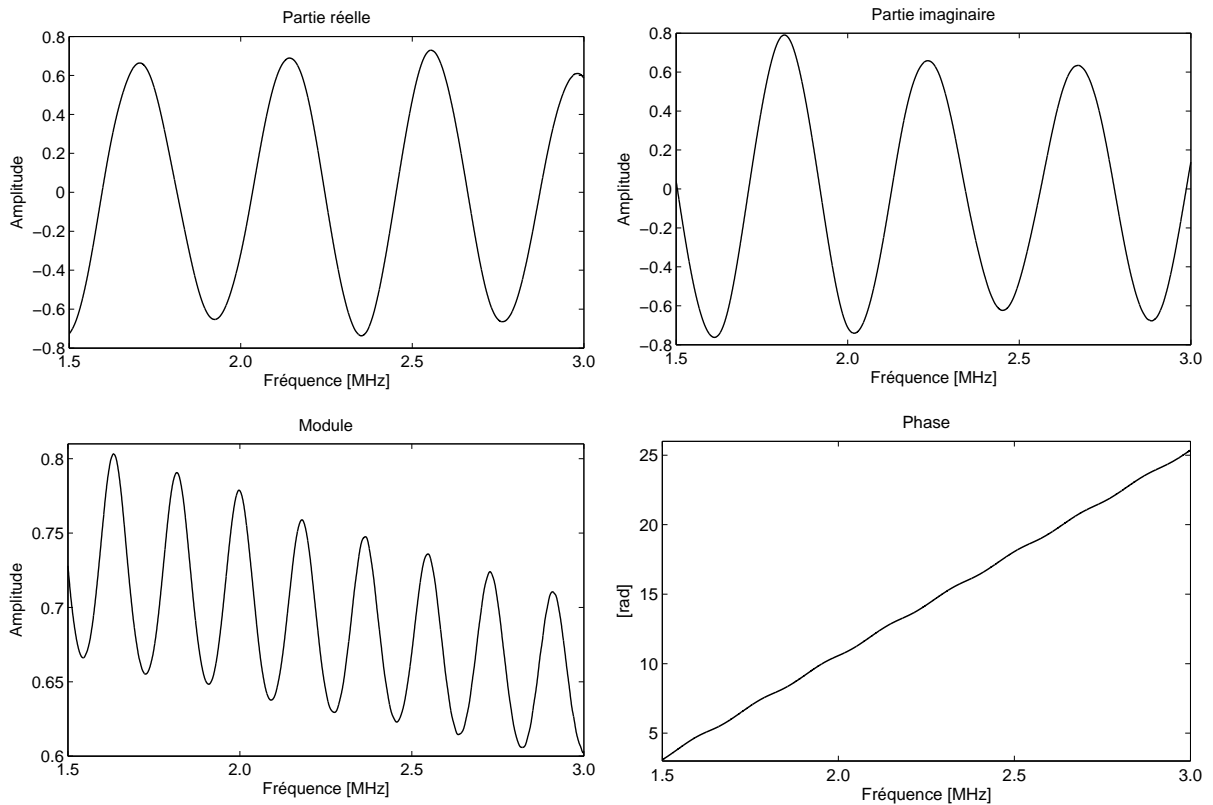 Partie réelle
0.8
0.6
0.4
0.2
0
−0.2
−0.4
−0.6
−0.8
Amplitude
1.5 2.0 2.5 3.0
Fréquence [MHz]
Partie imaginaire
0.8
0.6
0.4
0.2
0
−0.2
−0.4
−0.6
−0.8
Amplitude
1.5 2.0 2.5 3.0
Fréquence [MHz]
Module
0.8
0.75
0.7
0.65
0.6
Amplitude
1.5 2.0 2.5 3.0
Fréquence [MHz]
Phase
25
20
15
10
5
[rad]
1.5 2.0 2.5 3.0
Fréquence [MHz]